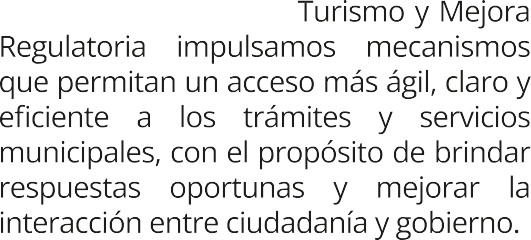 Turismo y Mejora
Regulatoria impulsamos mecanismos
que permitan un acceso más ágil, claro y
eficiente a los trámites y servicios
municipales, con el propósito de brindar
respuestas oportunas y mejorar la
interacción entre ciudadanía y gobierno.